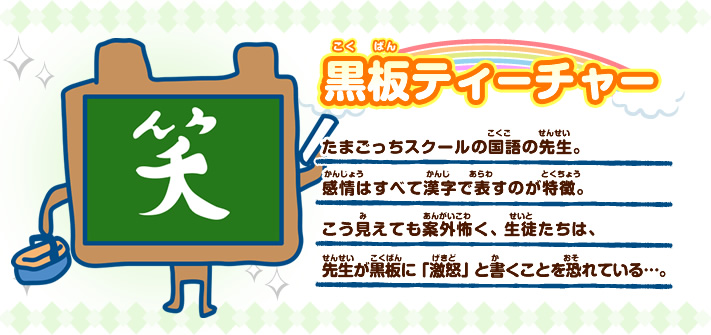 笑
こく ばん
黒板ティーチャー
こくご せんせい
たまごっちスクールの国語の先生。
かんじょう かんじ あらわ とくちょう
感情はすべて漢字で表すのが特徴。
み あんがいこわ せいと
こう見えても案外怖く、生徒たちは、
せんせい こくばん げきど か おそ
先生が黒板に「激怒」と書くことを恐れている…。